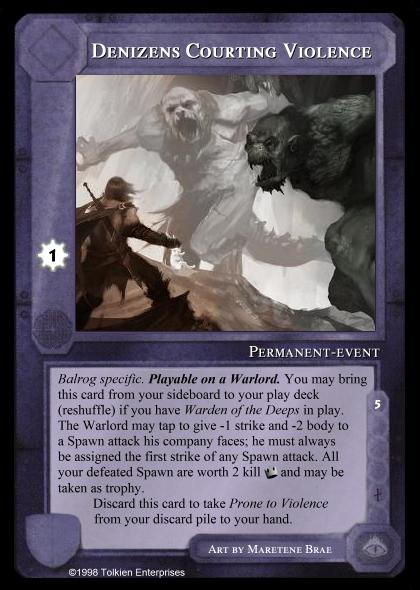 Denizens Courting Violence
1
Permanent-event
Balrog specific. Playable on a Warlord. You may bring
this card from your sideboard to your play deck
(reshuffle) if you have Warden of the Deeps in play.
The Warlord may tap to give -1 strike and -2 body to
a Spawn attack his company faces; he must always
be assigned the first strike of any Spawn attack. All
your defeated Spawn are worth 2 kill and may be
taken as trophy.
Discard this card to take Prone to Violence
from your discard pile to your hand.
5
Art by Maretene Brae
©1998 Tolkien Enterprises